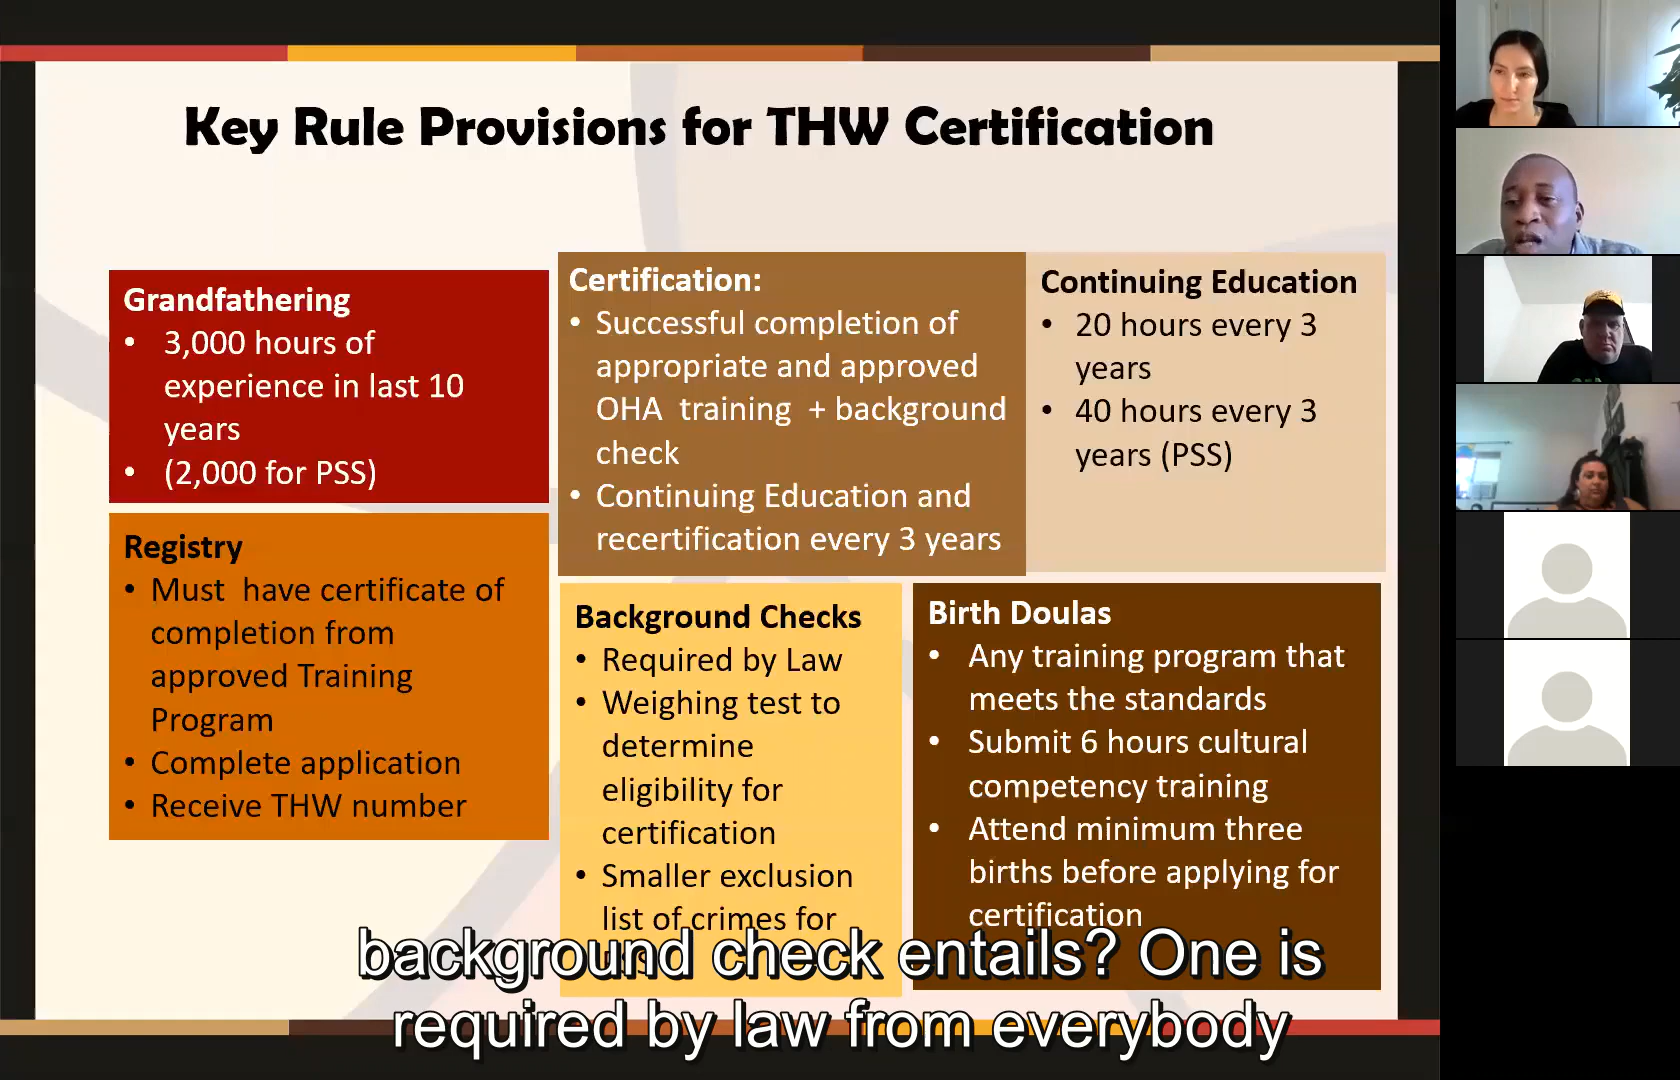 Key Rule Provisions for THW Certification
Grandfathering
• 3,000 hours of
experience in last 10
years
• (2,000 for PSS)
Registry
• Must have certificate of
completion from
approved Training
Program
• Complete application
• Receive THW number
Certification:
• Successful completion of
appropriate and approved
OHA training + background
check
• Continuing Education and
recertification every 3 years
Continuing Education
• 20 hours every 3
years
• 40 hours every 3
years (PSS)
Background Checks
• Required by Law
• Weighing test to
determine
eligibility for
certification
• Smaller exclusion
list of crimes for
Birth Doulas
• Any training program that
meets the standards
• Submit 6 hours cultural
competency training
• Attend minimum three
births before applying for
certification
background check entails? One is
required by law from everybody